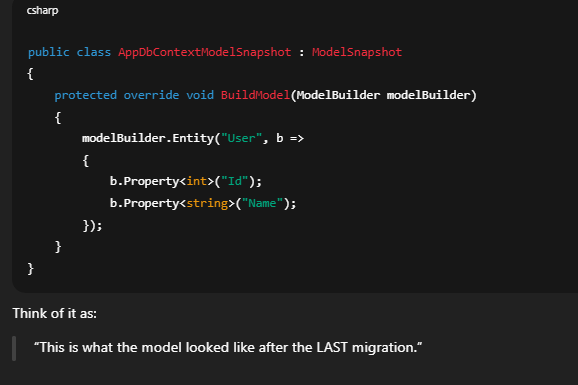 csharp
public class AppDbContextModelSnapshot : ModelSnapshot
{
protected override void BuildModel(ModelBuilder modelBuilder)
{
modelBuilder.Entity("User", b =>
{
b.Property<int>("Id");
b.Property<string>("Name");
});
}
}
Think of it as:
“This is what the model looked like after the LAST migration.”